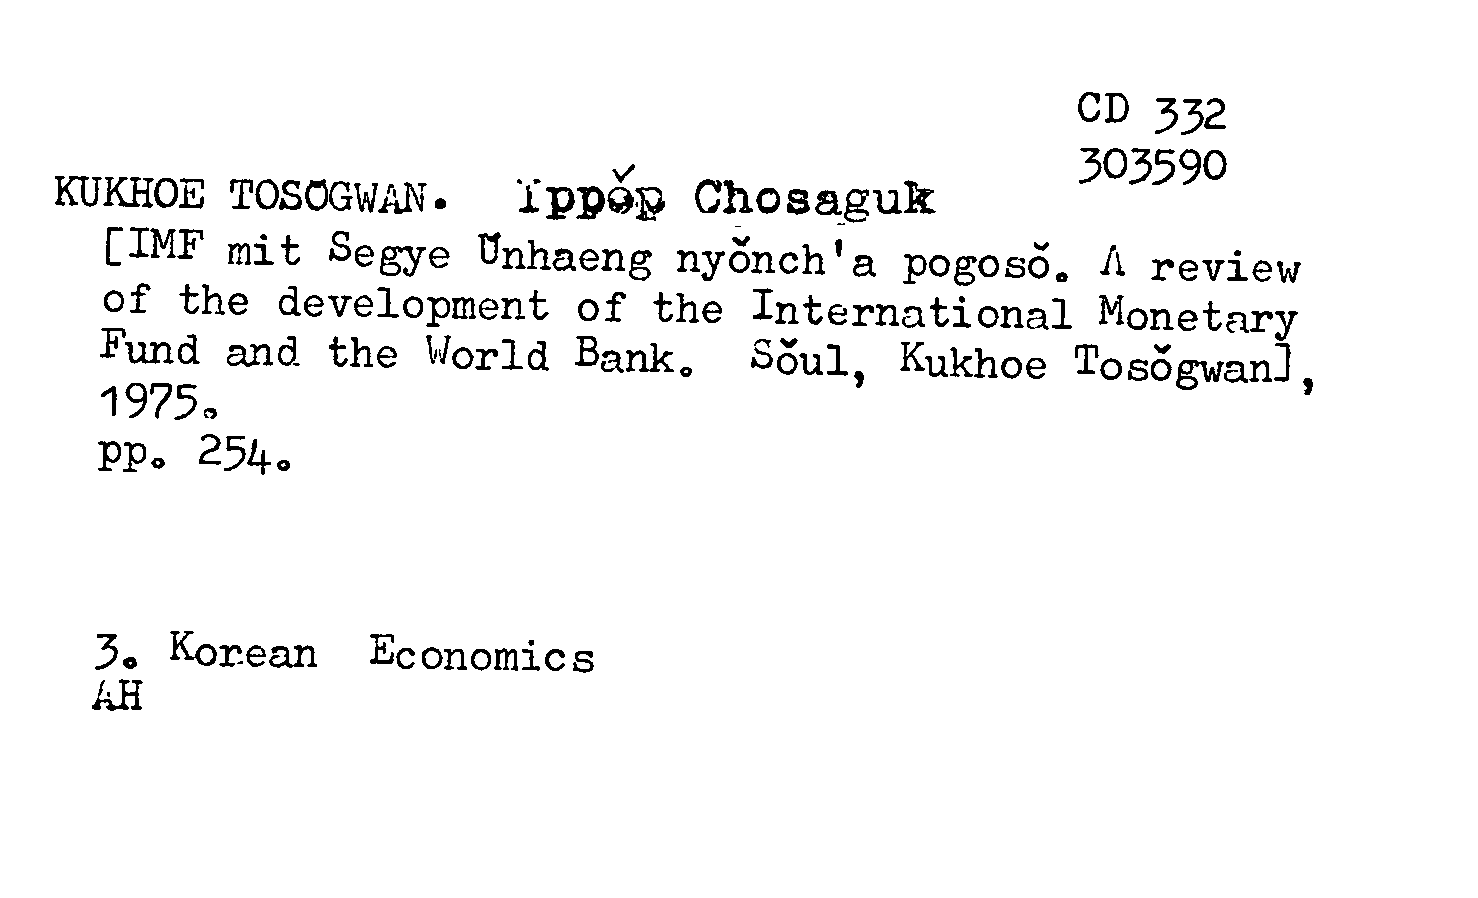 CD 332
303590
KUKHOE TOSŎGWAN. Ippŏp Chosaguk
[IMF mit Segye Ŭnhaeng nyŏnch'a pogosŏ. A review
of the development of the International Monetary
Fund and the World Bank. Sŏul, Kukhoe Tosŏgwan],
1975.
pp. 254.
3. Korean Economics
AH